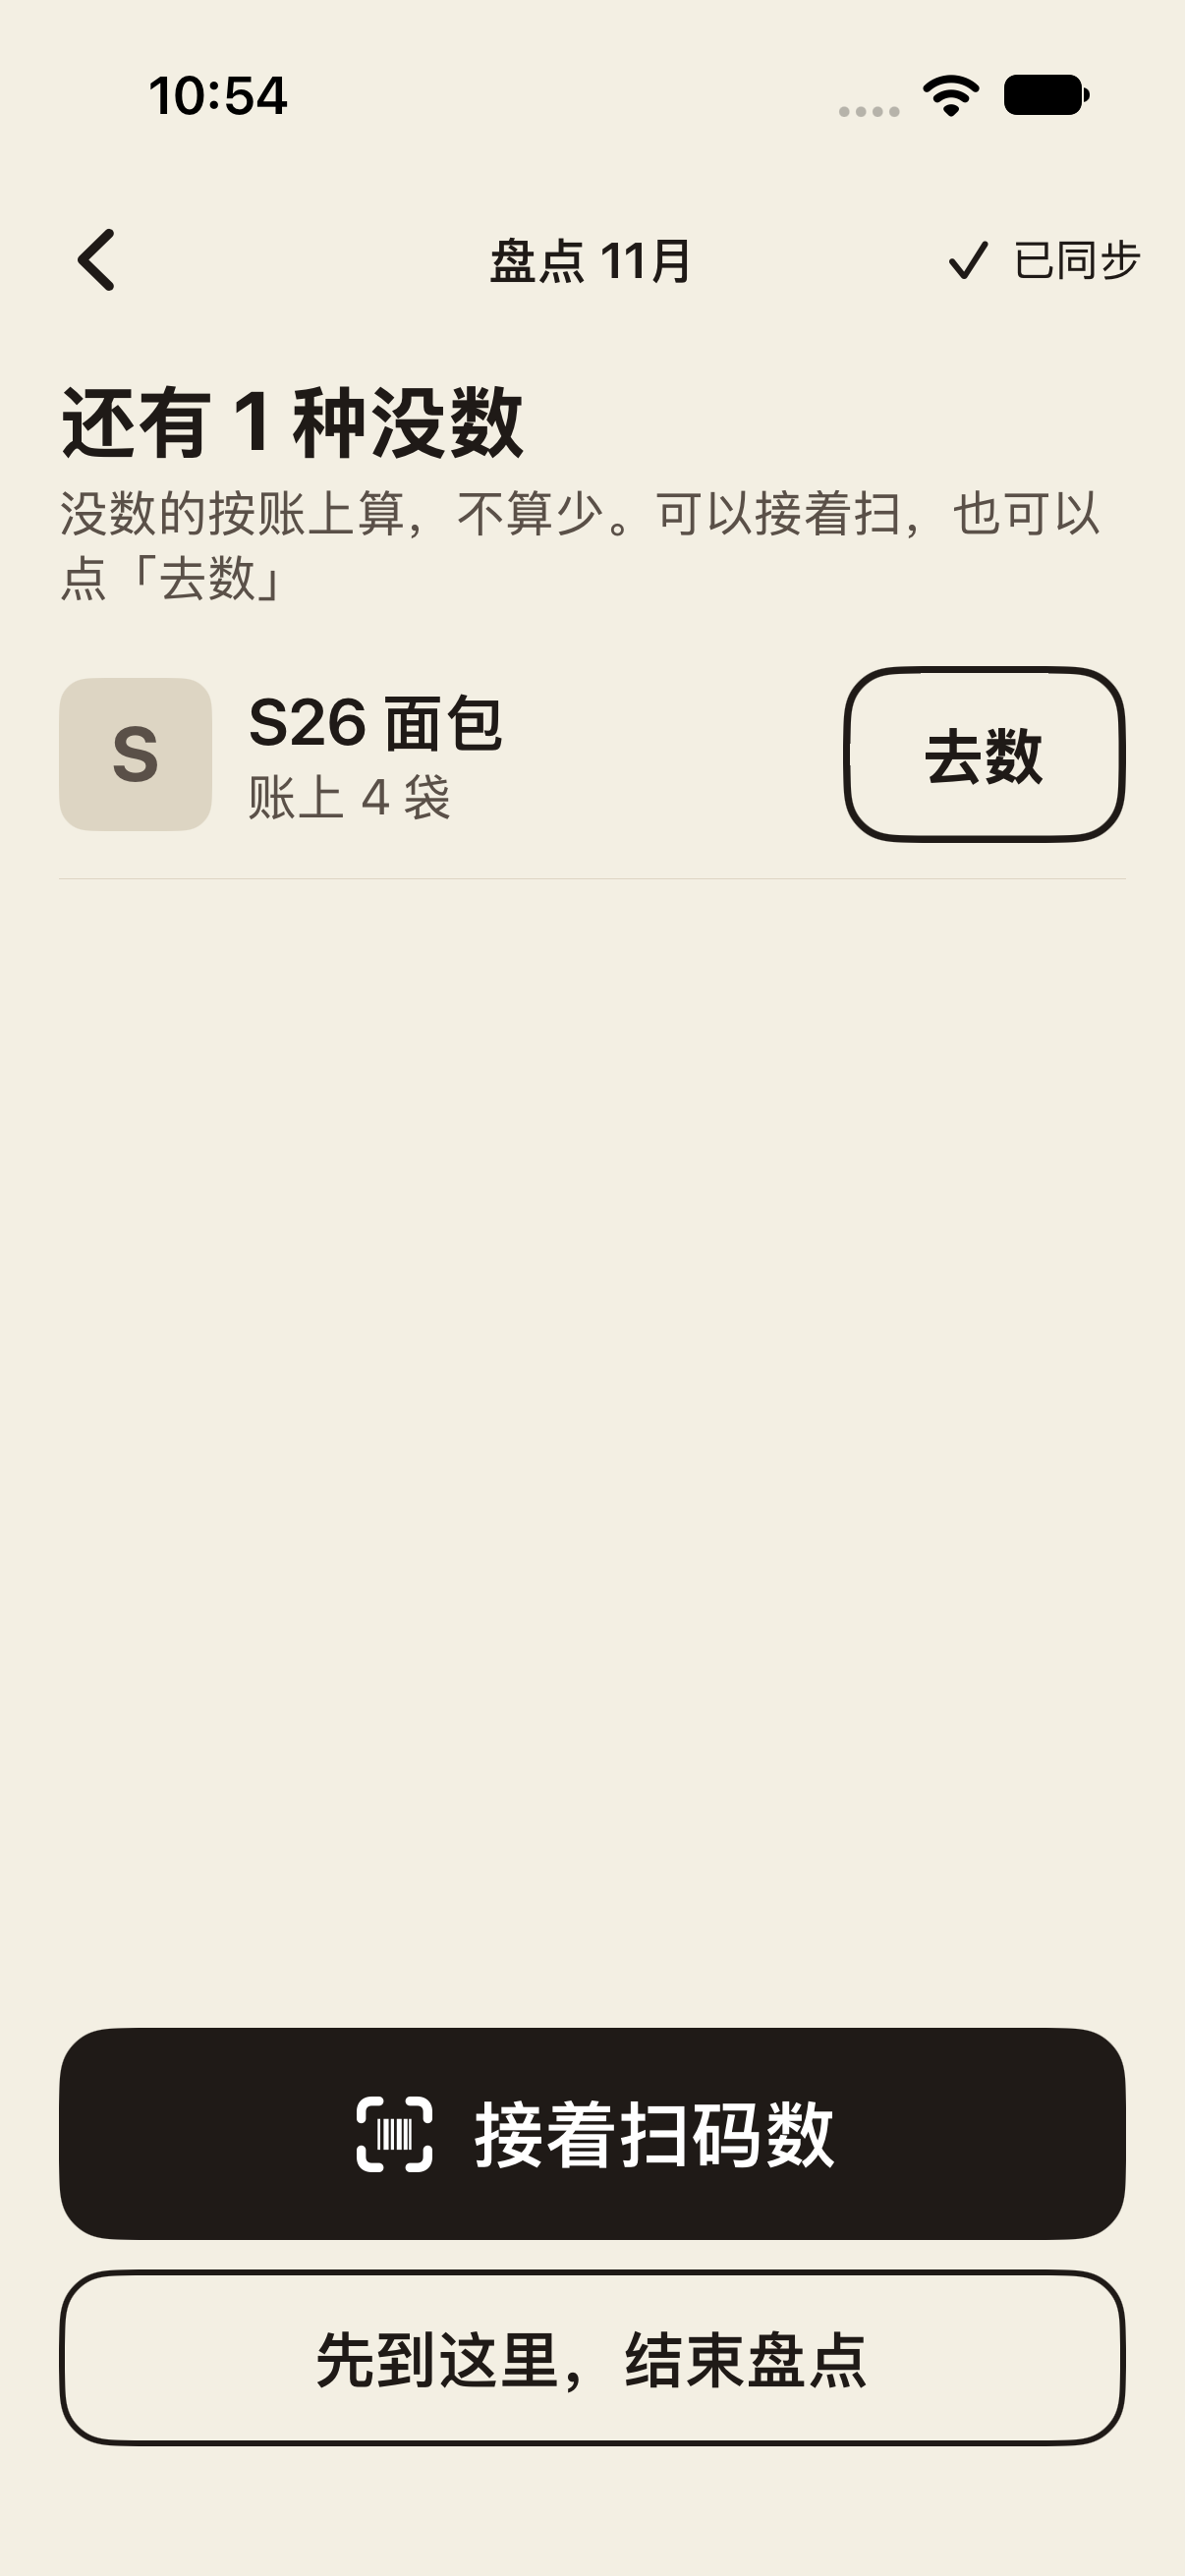 10:54
盘点 11月
已同步
还有 1 种没数
没数的按账上算，不算少。可以接着扫，也可以
点「去数」
S
S26 面包
账上 4 袋
去数
接着扫码数
先到这里，结束盘点